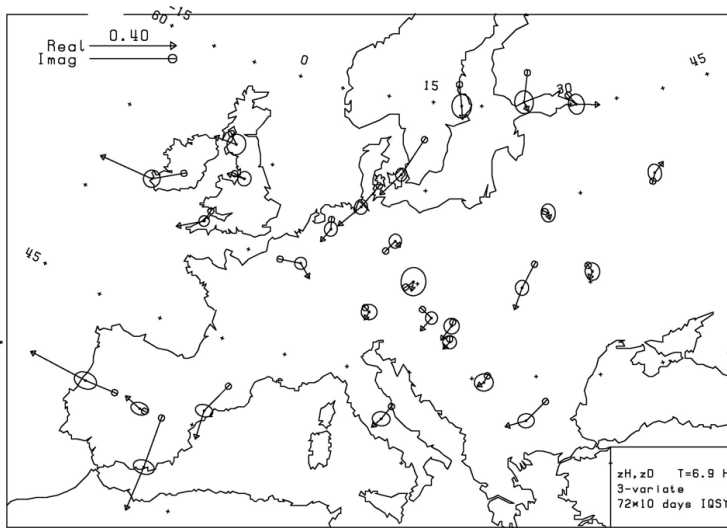 60 -15
0.40
Real
Imag
0
15
30
45
45
zH,zD T=6.9 H
3-variate
72*10 days IQSY